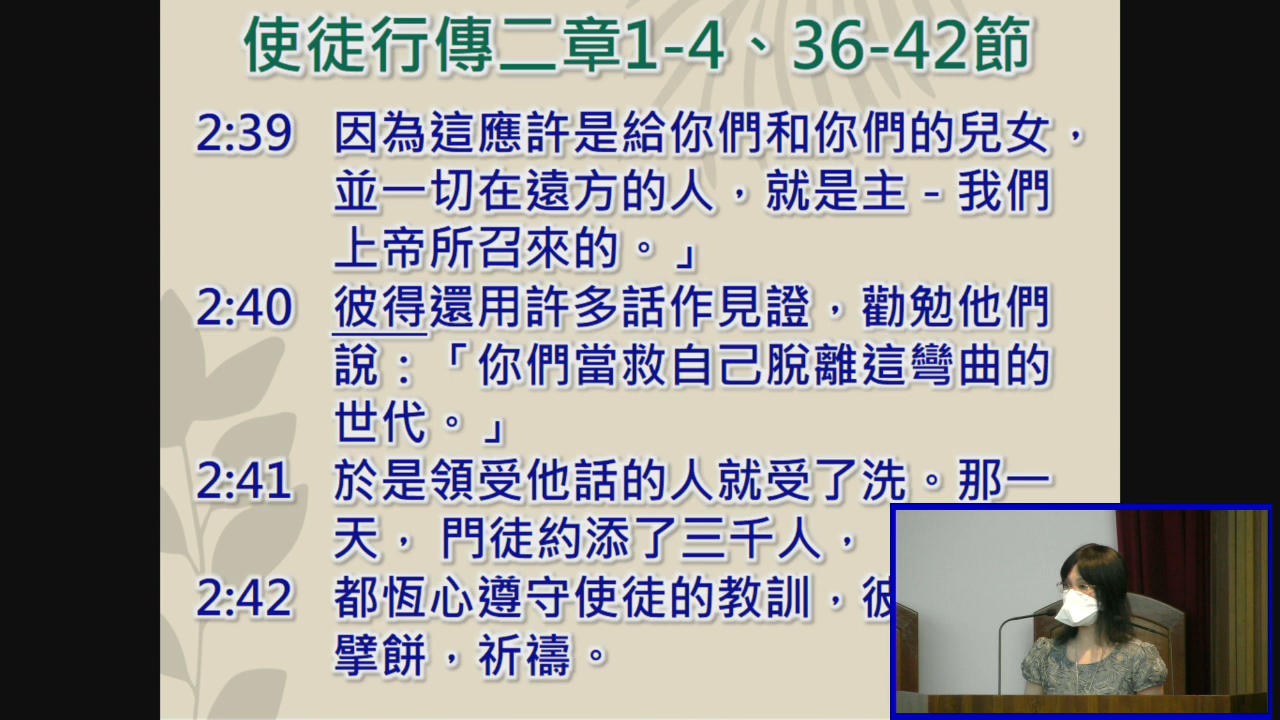 使徒行傳二章1-4、36-42節
2:39 因為這應許是給你們和你們的兒女，
並一切在遠方的人，就是主－我們
上帝所召來的。」
2:40 彼得還用許多話作見證，勸勉他們
說：「你們當救自己脫離這彎曲的
世代。」
2:41 於是領受他話的人就受了洗。那一
天， 門徒約添了三千人，
2:42 都恆心遵守使徒的教訓，
擘餅，祈禱。